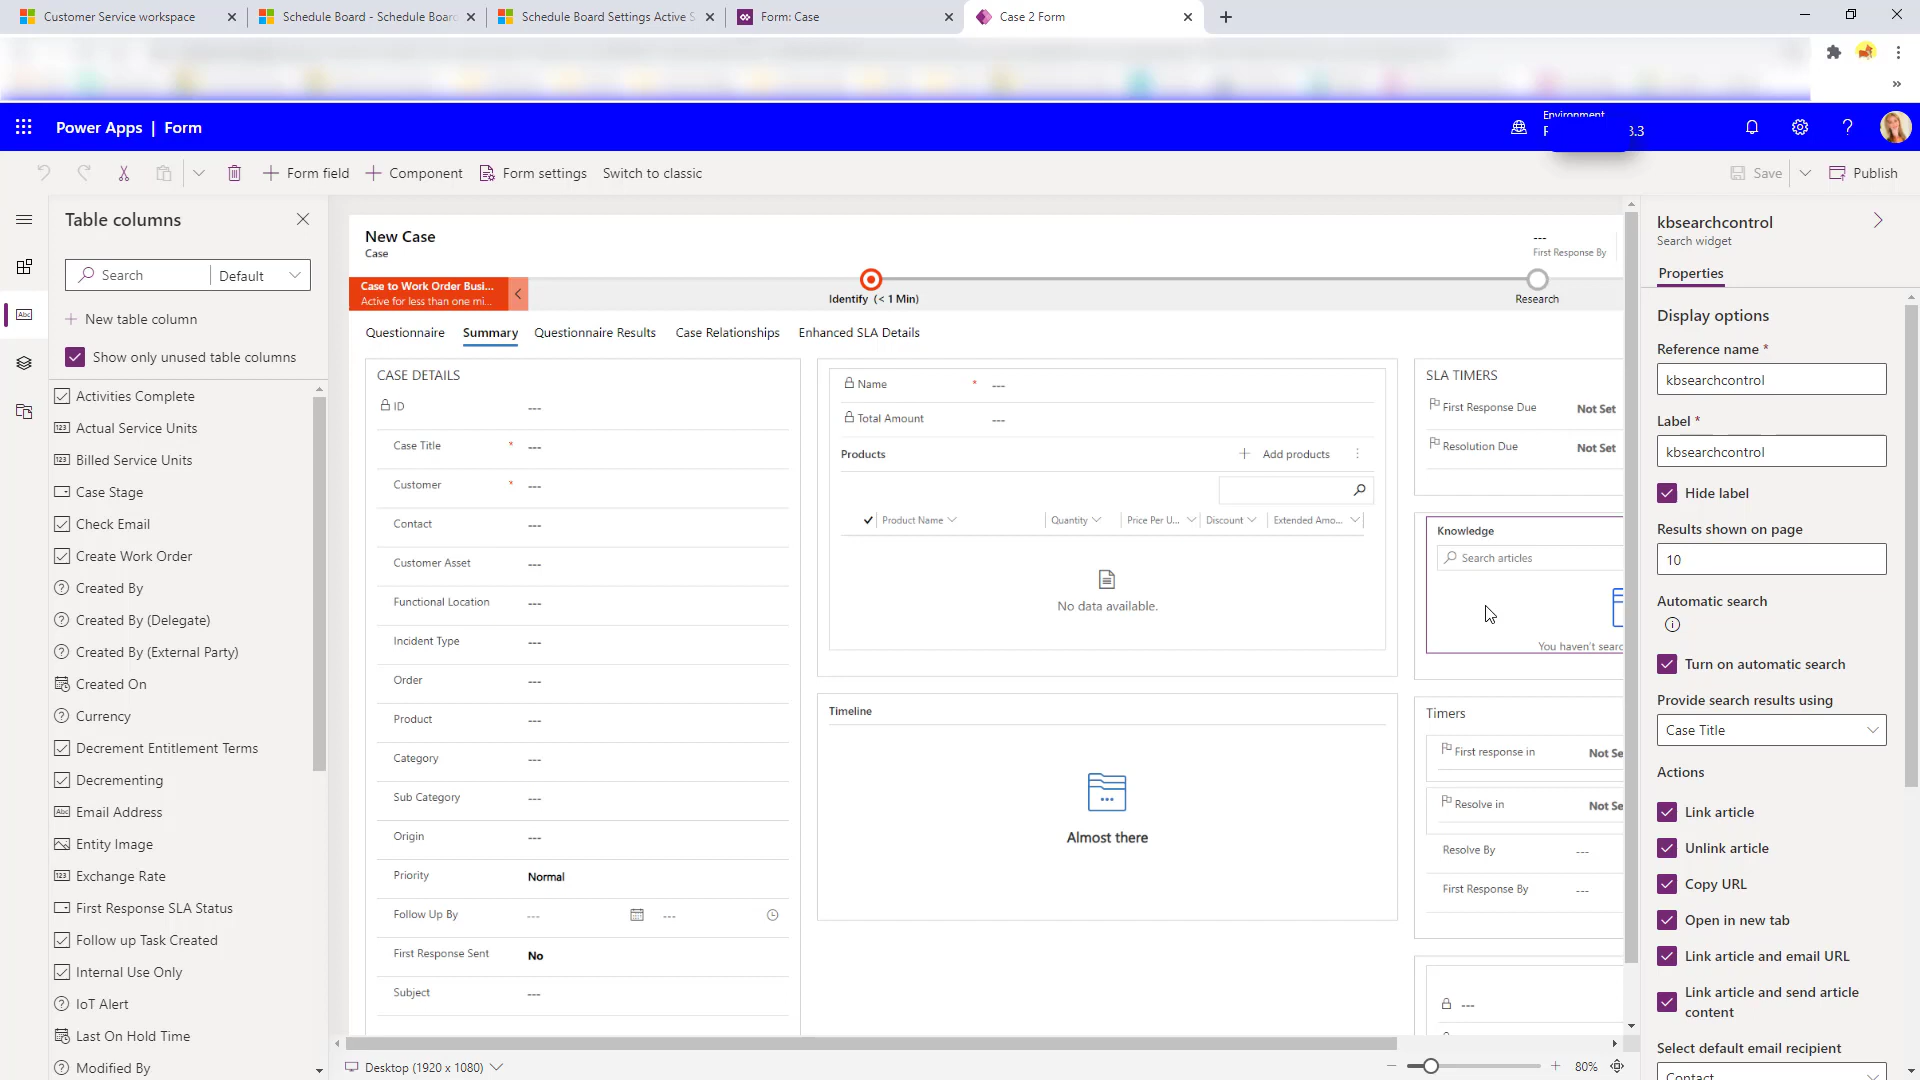 Customer Service workspace
Schedule Board - Schedule Board
Schedule Board Settings Active S
Form: Case
Case 2 Form
Power Apps | Form
Environment
3.3
Form field
Component
Form settings
Switch to classic
Save
Publish
Table columns
Search
Default
New table column
Show only unused table columns
Activities Complete
Actual Service Units
Billed Service Units
Case Stage
Check Email
Create Work Order
Created By
Created By (Delegate)
Created By (External Party)
Created On
Currency
Decrement Entitlement Terms
Decrementing
Email Address
Entity Image
Exchange Rate
First Response SLA Status
Follow up Task Created
Internal Use Only
IoT Alert
Last On Hold Time
Modified By
New Case
Case
---
First Response By
Case to Work Order Busi...
Active for less than one mi...
Identify (< 1 Min)
Research
Questionnaire
Summary
Questionnaire Results
Case Relationships
Enhanced SLA Details
CASE DETAILS
ID ---
Case Title * ---
Customer * ---
Contact ---
Customer Asset ---
Functional Location ---
Incident Type ---
Order ---
Product ---
Category ---
Sub Category ---
Origin ---
Priority Normal
Follow Up By --- ---
First Response Sent No
Subject ---
Name * ---
Total Amount ---
Products
Add products
Product Name
Quantity
Price Per U...
Discount
Extended Amo...
No data available.
Timeline
Almost there
SLA TIMERS
First Response Due Not Set
Resolution Due Not Set
Knowledge
Search articles
You haven't searc
Timers
First response in Not Se
Resolve in Not Se
Resolve By ---
First Response By ---
---
Desktop (1920 x 1080)
80%
kbsearchcontrol
Search widget
Properties
Display options
Reference name *
kbsearchcontrol
Label *
kbsearchcontrol
Hide label
Results shown on page
10
Automatic search
Turn on automatic search
Provide search results using
Case Title
Actions
Link article
Unlink article
Copy URL
Open in new tab
Link article and email URL
Link article and send article
content
Select default email recipient
Contact